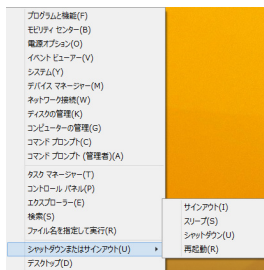 プログラムと機能(F)
モビリティ センター(B)
電源オプション(O)
イベント ビューアー(V)
システム(Y)
デバイス マネージャー(M)
ネットワーク接続(W)
ディスクの管理(K)
コンピューターの管理(G)
コマンド プロンプト(C)
コマンド プロンプト (管理者)(A)
タスク マネージャー(T)
コントロール パネル(P)
エクスプローラー(E)
検索(S)
ファイル名を指定して実行(R)
シャットダウンまたはサインアウト(U)
デスクトップ(D)
サインアウト(I)
スリープ(S)
シャットダウン(U)
再起動(R)